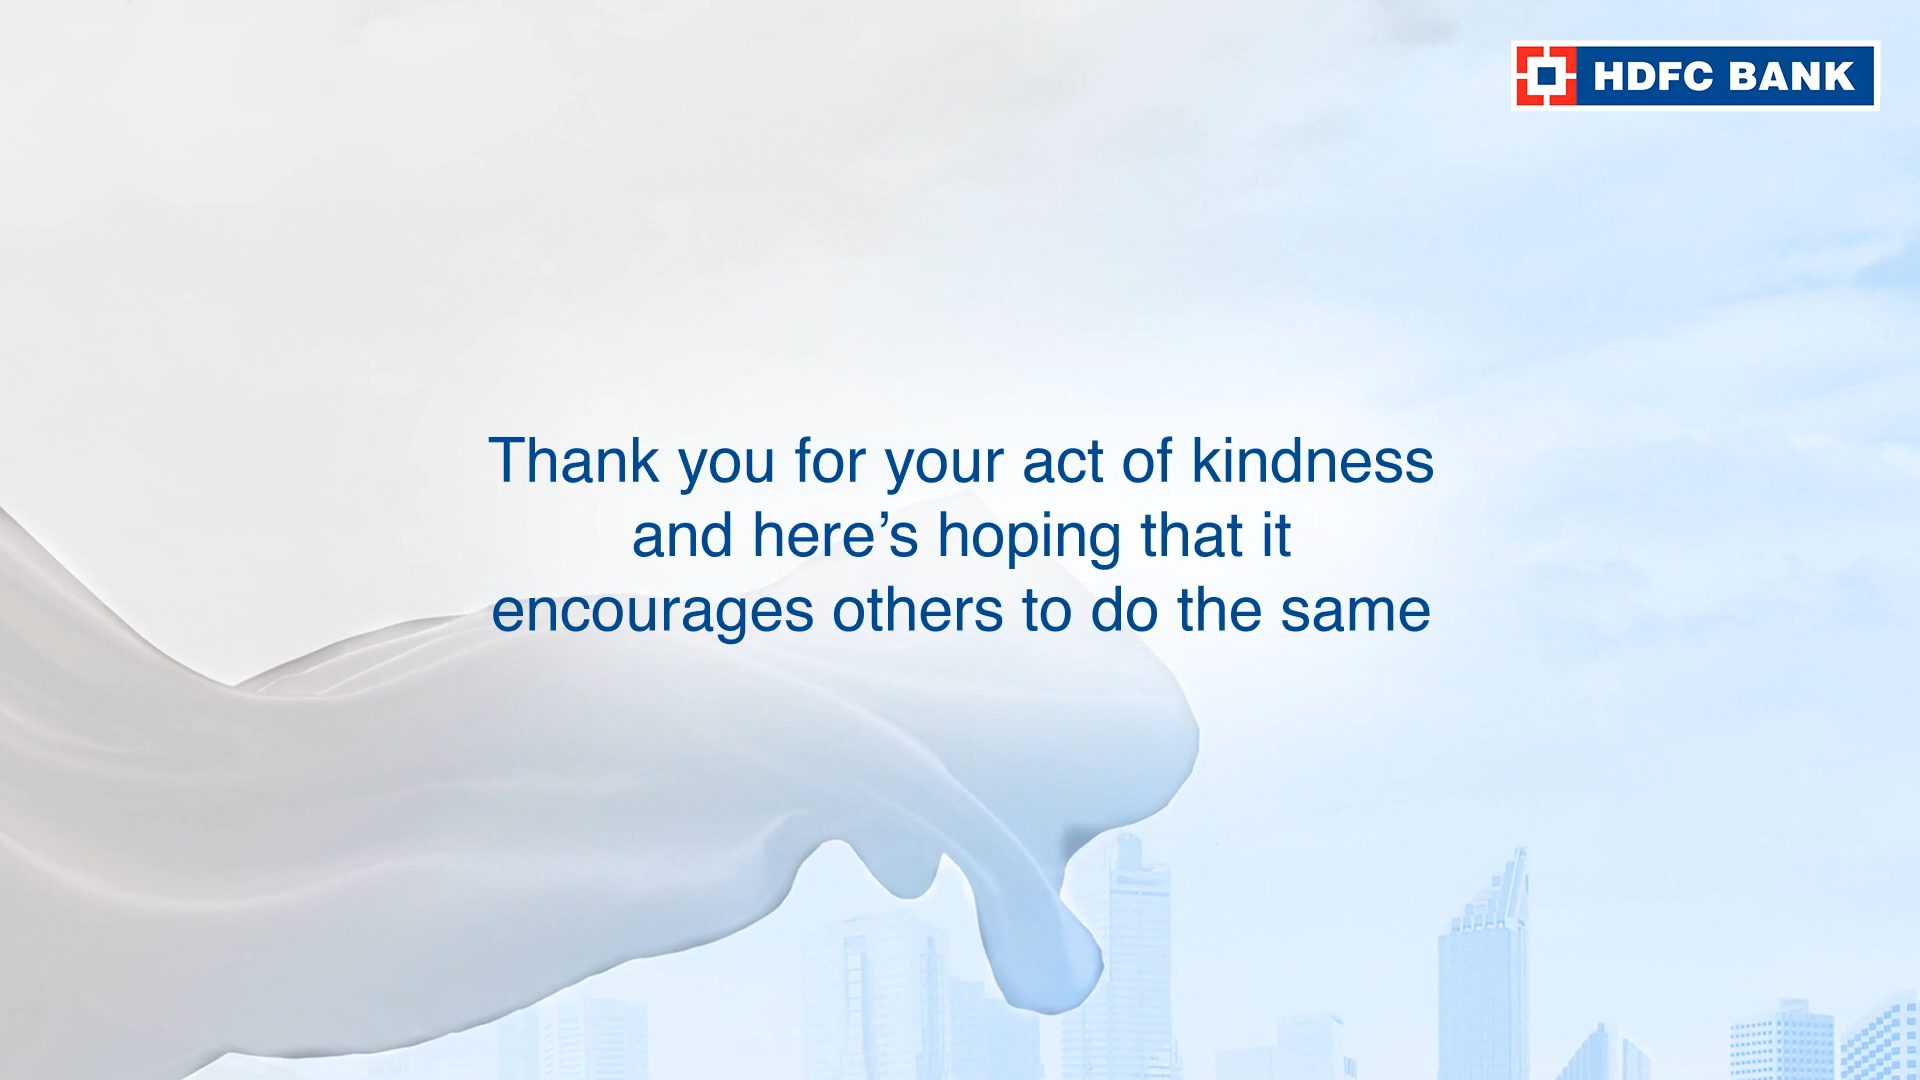 HDFC BANK
Thank you for your act of kindness
and here’s hoping that it
encourages others to do the same